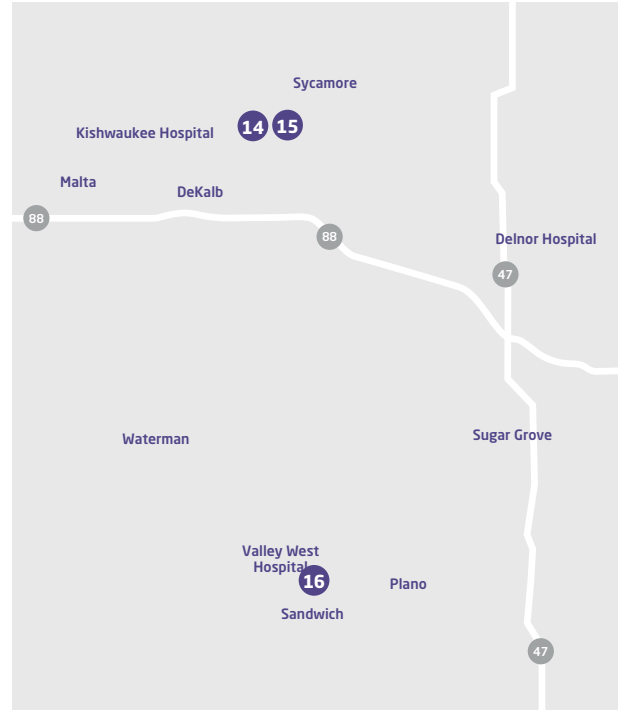 Sycamore
14 15
Kishwaukee Hospital
Malta
DeKalb
88
88
Delnor Hospital
47
Waterman
Sugar Grove
Valley West
Hospital
16
Plano
Sandwich
47